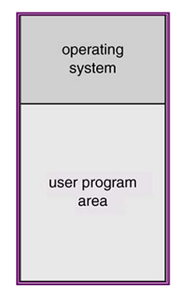 operating
system
user program
area